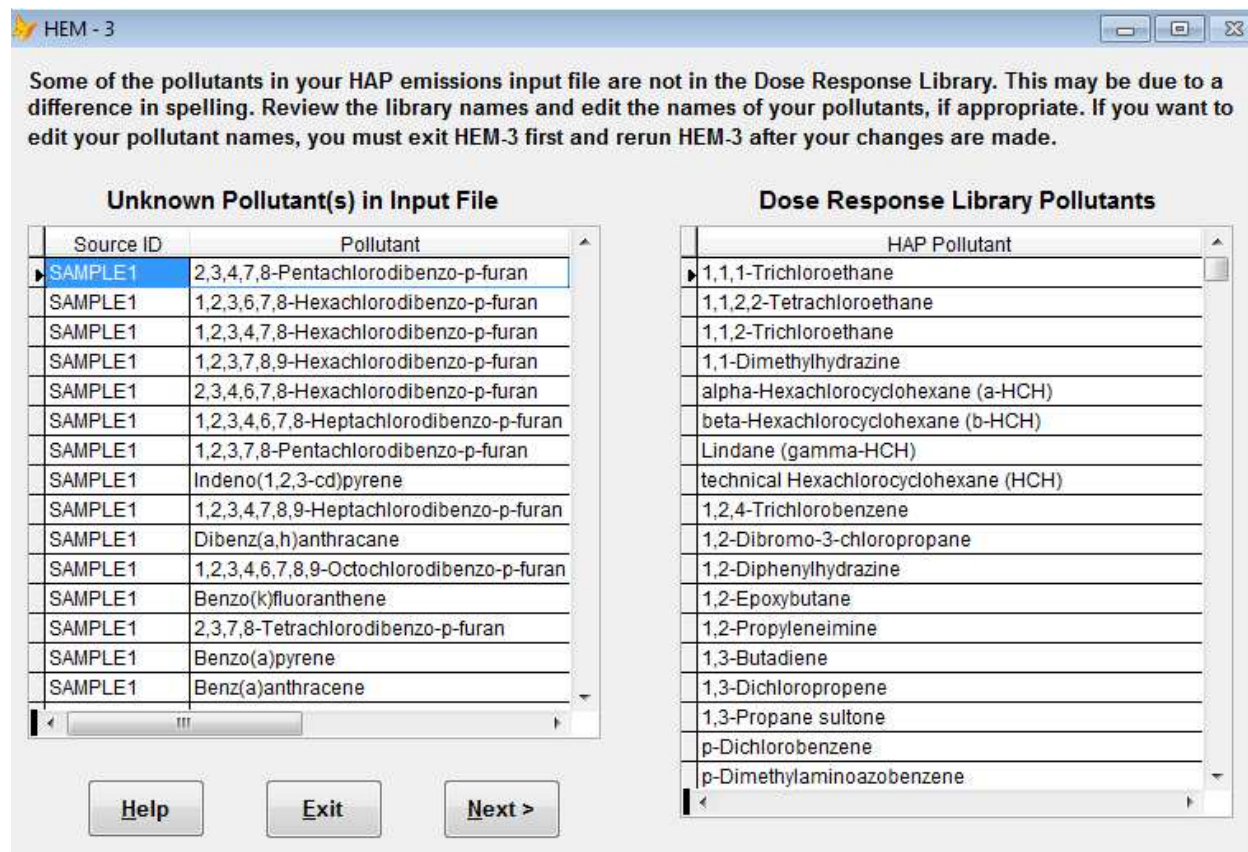 HEM - 3
Some of the pollutants in your HAP emissions input file are not in the Dose Response Library. This may be due to a
difference in spelling. Review the library names and edit the names of your pollutants, if appropriate. If you want to
edit your pollutant names, you must exit HEM-3 first and rerun HEM-3 after your changes are made.
Unknown Pollutant(s) in Input File
Source ID Pollutant
SAMPLE1 2,3,4,7,8-Pentachlorodibenzo-p-furan
SAMPLE1 1,2,3,6,7,8-Hexachlorodibenzo-p-furan
SAMPLE1 1,2,3,4,7,8-Hexachlorodibenzo-p-furan
SAMPLE1 1,2,3,7,8,9-Hexachlorodibenzo-p-furan
SAMPLE1 2,3,4,6,7,8-Hexachlorodibenzo-p-furan
SAMPLE1 1,2,3,4,6,7,8-Heptachlorodibenzo-p-furan
SAMPLE1 1,2,3,7,8-Pentachlorodibenzo-p-furan
SAMPLE1 Indeno(1,2,3-cd)pyrene
SAMPLE1 1,2,3,4,7,8,9-Heptachlorodibenzo-p-furan
SAMPLE1 Dibenz(a,h)anthracane
SAMPLE1 1,2,3,4,6,7,8,9-Octochlorodibenzo-p-furan
SAMPLE1 Benzo(k)fluoranthene
SAMPLE1 2,3,7,8-Tetrachlorodibenzo-p-furan
SAMPLE1 Benzo(a)pyrene
SAMPLE1 Benz(a)anthracene
Dose Response Library Pollutants
HAP Pollutant
1,1,1-Trichloroethane
1,1,2,2-Tetrachloroethane
1,1,2-Trichloroethane
1,1-Dimethylhydrazine
alpha-Hexachlorocyclohexane (a-HCH)
beta-Hexachlorocyclohexane (b-HCH)
Lindane (gamma-HCH)
technical Hexachlorocyclohexane (HCH)
1,2,4-Trichlorobenzene
1,2-Dibromo-3-chloropropane
1,2-Diphenylhydrazine
1,2-Epoxybutane
1,2-Propyleneimine
1,3-Butadiene
1,3-Dichloropropene
1,3-Propane sultone
p-Dichlorobenzene
p-Dimethylaminoazobenzene
Help Exit Next >